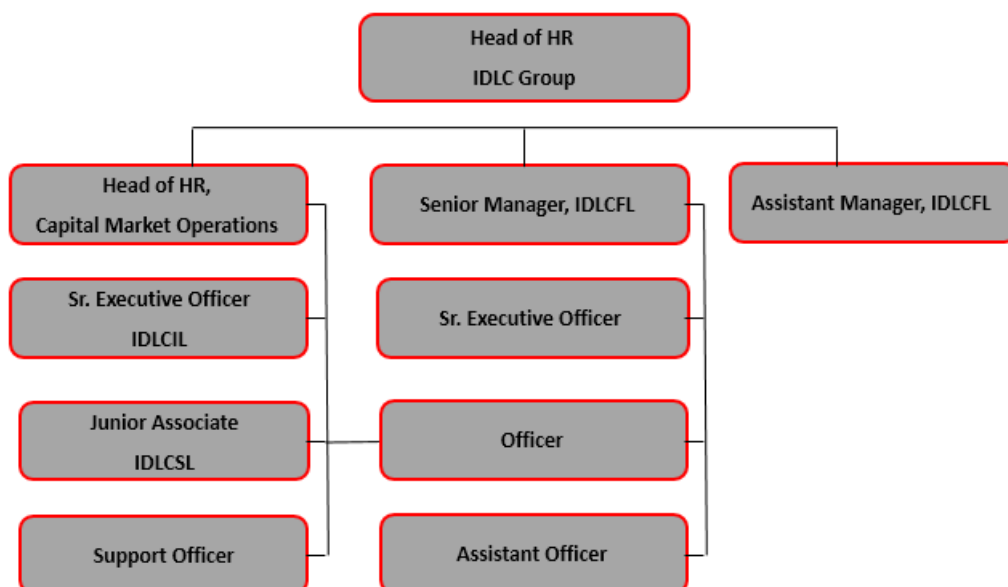 Head of HR
IDLC Group
Head of HR,
Capital Market Operations
Senior Manager, IDLCFL
Assistant Manager, IDLCFL
Sr. Executive Officer
IDLCIL
Sr. Executive Officer
Junior Associate
IDLCSL
Officer
Support Officer
Assistant Officer